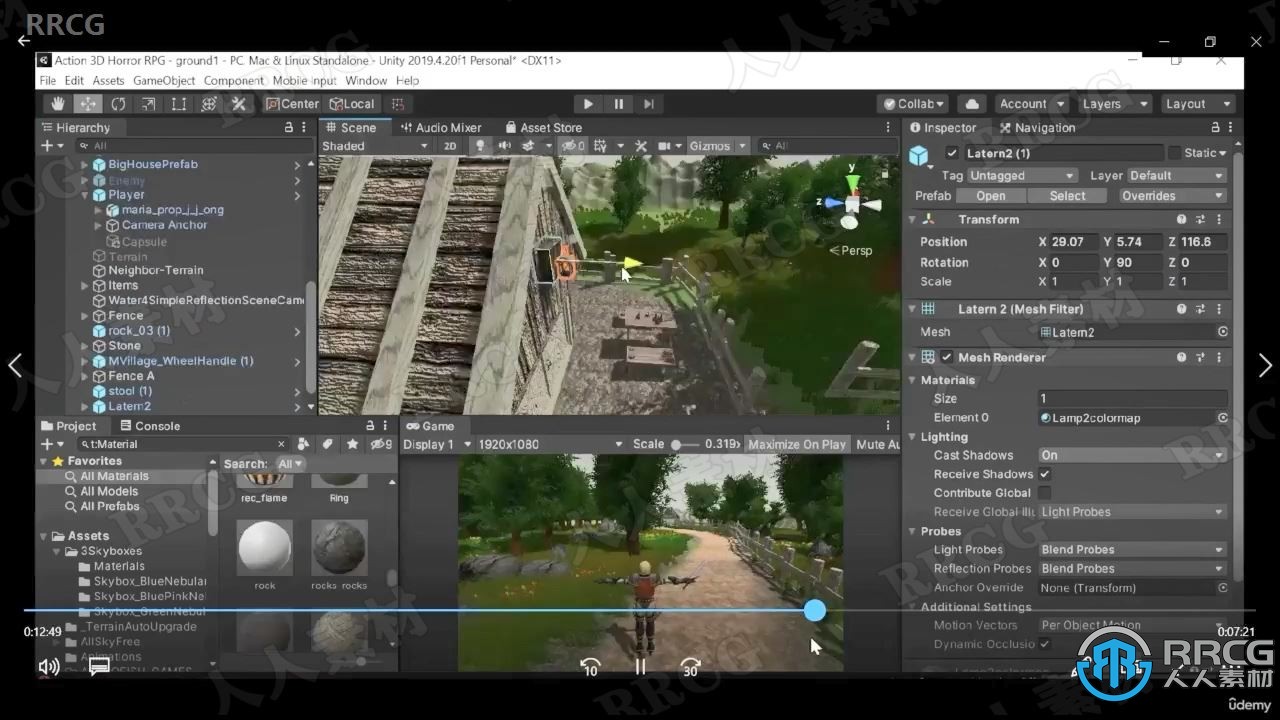 RRCG
Action 3D Horror RPG - ground1 - PC, Mac & Linux Standalone - Unity 2019.4.20f1 Personal* <DX11>
File Edit Assets GameObject Component Mobile Input Window Help
Center Local Collab Account Layers Layout
Hierarchy Scene Audio Mixer Asset Store Inspector Navigation
All Shaded 2D 0 Gizmos All
Latern2 (1) Static
Tag Untagged Layer Default
Prefab Open Select Overrides
BigHousePrefab
Enemy
Player
maria_prop_j_j_ong
Camera Anchor
Capsule
Terrain
Neighbor-Terrain
Items
Water4SimpleReflectionSceneCam
Fence
rock_03 (1)
Stone
MVillage_WheelHandle (1)
Fence A
stool (1)
Latern2
y
z
Persp
Transform
Position X 29.07 Y 5.74 Z 116.6
Rotation X 0 Y 90 Z 0
Scale X 1 Y 1 Z 1
Latern 2 (Mesh Filter)
Mesh Latern2
Mesh Renderer
Materials
Size 1
Element 0 Lamp2colormap
Lighting
Cast Shadows On
Receive Shadows
Contribute Global
Receive Global Illu Light Probes
Probes
Light Probes Blend Probes
Reflection Probes Blend Probes
Anchor Override None (Transform)
Additional Settings
Motion Vectors Per Object Motion
Dynamic Occlusio
Project Console
t:Material 9
Favorites
All Materials
All Models
All Prefabs
Assets
3Skyboxes
Materials
Skybox_BlueNebular
Skybox_BluePinkNel
Skybox_GreenNebul
_TerrainAutoUpgrade
AllSkyFree
Animations
Search: All
rec_flame Ring
rock rocks_rocks
Game
Display 1 1920x1080 Scale 0.319x Maximize On Play Mute Au
0:12:49 0:07:21
10 30
RRCG
人人素材
ûdemy